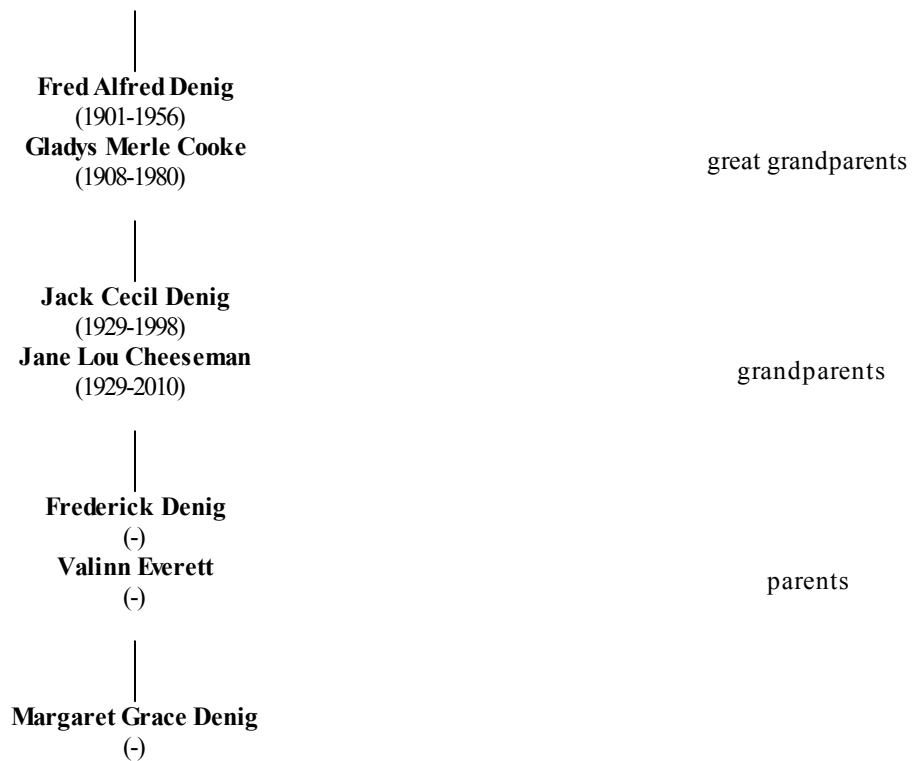 Fred Alfred Denig
(1901-1956)
Gladys Merle Cooke
(1908-1980)
great grandparents
Jack Cecil Denig
(1929-1998)
Jane Lou Cheeseman
(1929-2010)
grandparents
Frederick Denig
(-)
Valinn Everett
(-)
parents
Margaret Grace Denig
(-)